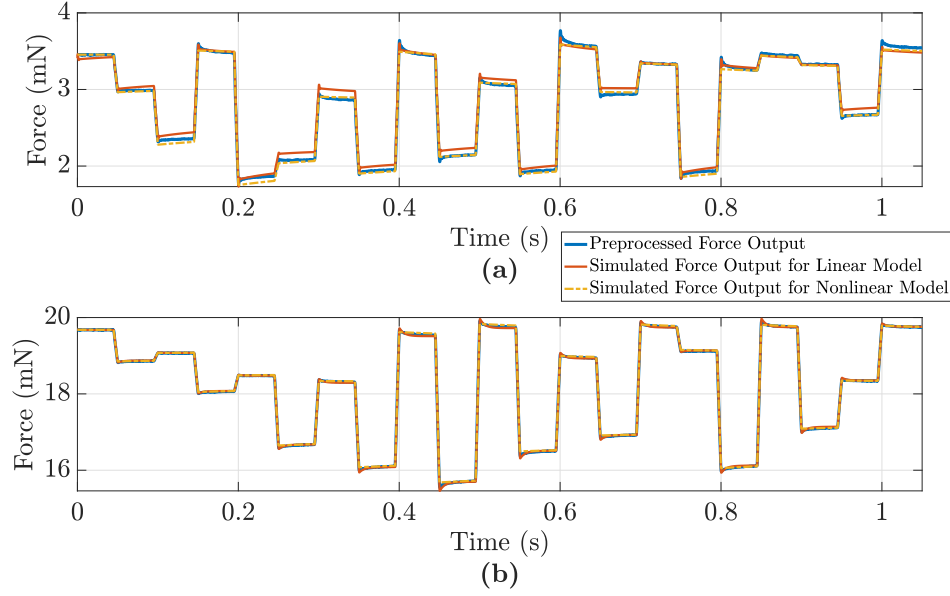 4
3
2
Force (mN)
0
0.2
0.4
0.6
0.8
1
Time (s)
(a)
Preprocessed Force Output
Simulated Force Output for Linear Model
Simulated Force Output for Nonlinear Model
20
18
16
Force (mN)
0
0.2
0.4
0.6
0.8
1
Time (s)
(b)